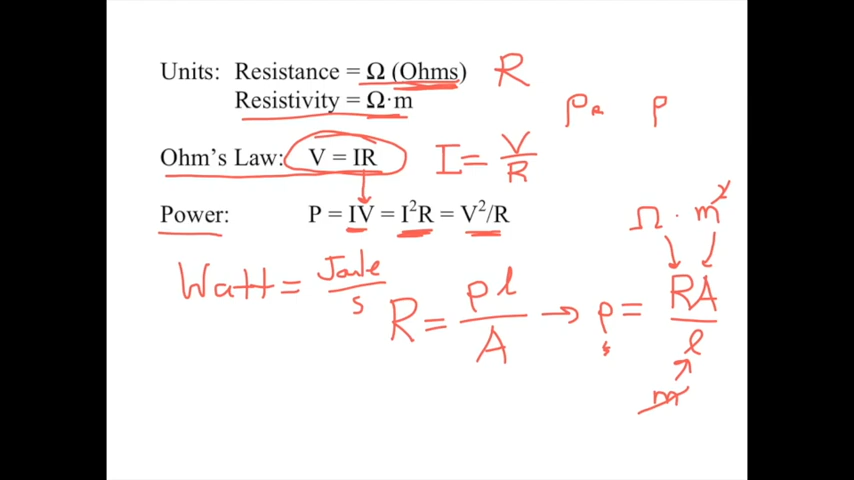 Units: Resistance = Ω (Ohms) R
Resistivity = Ω·m
ρR ρ
Ohm's Law: V = IR I = V/R
Power: P = IV = I²R = V²/R
Ω · m²
Watt = Joule/s
R = ρl/A → ρ = RA/l
m